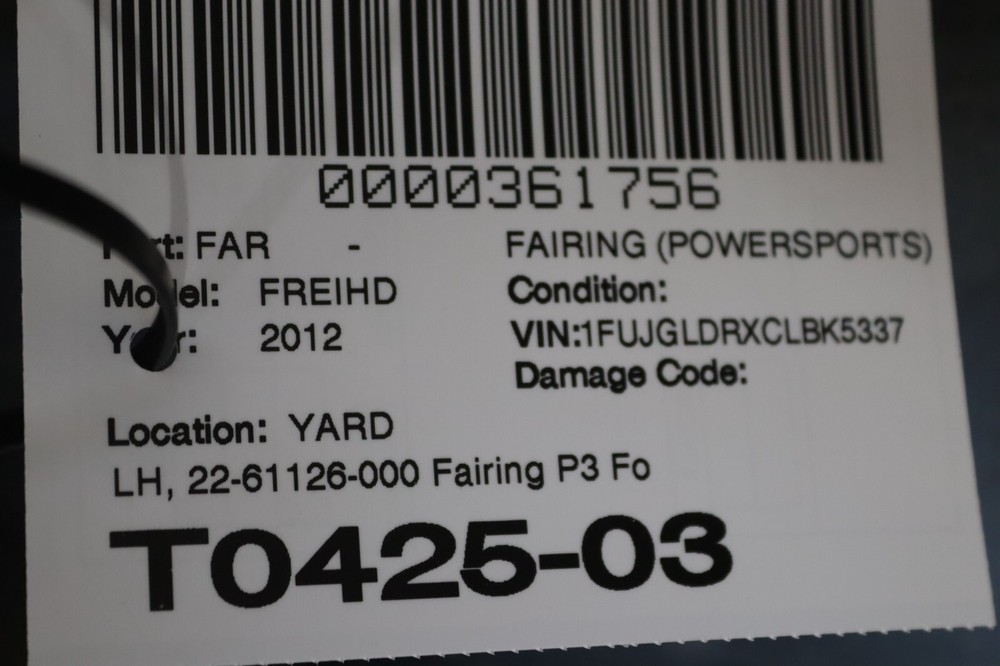 0000361756
FAR - FAIRING (POWERSPORTS)
Model: FREIHD Condition:
2012 VIN:1FUJGLDRXCLBK5337
Damage Code:
Location: YARD
LH, 22-61126-000 Fairing P3 Fo
T0425-03